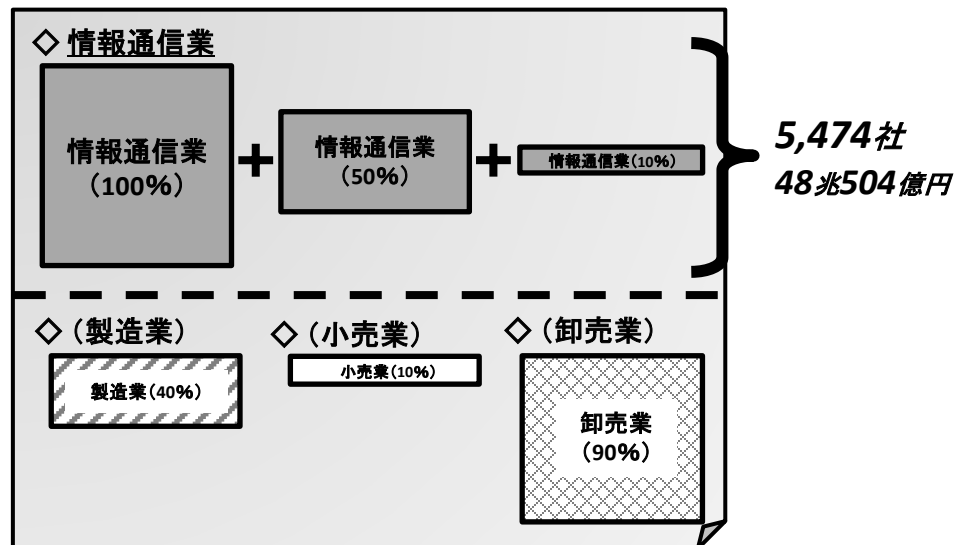 ◇ 情報通信業
情報通信業
（100％）
+
情報通信業
（50％）
+
情報通信業（10％）
5,474社
48兆504億円
◇（製造業）
製造業（40％）
◇（小売業）
小売業（10％）
◇（卸売業）
卸売業
（90％）